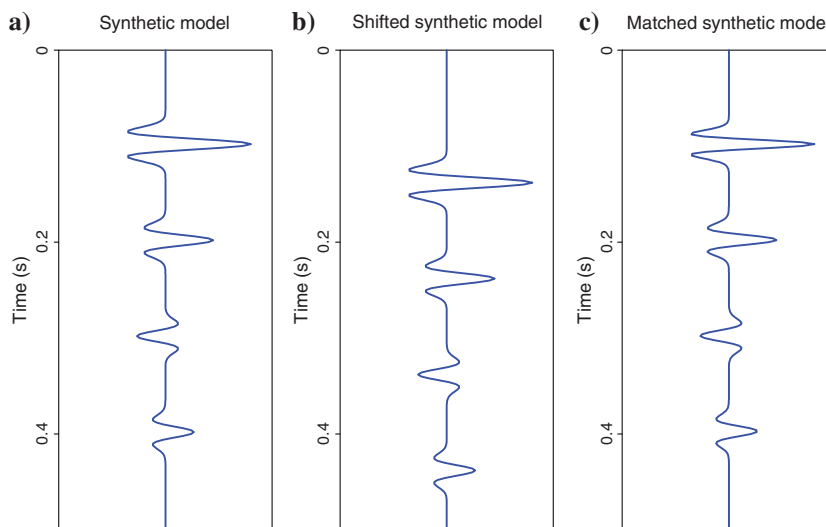 a) Synthetic model
b) Shifted synthetic model
c) Matched synthetic mode
0
0.2
0.4
Time (s)
0
0.2
0.4
Time (s)
0
0.2
0.4
Time (s)